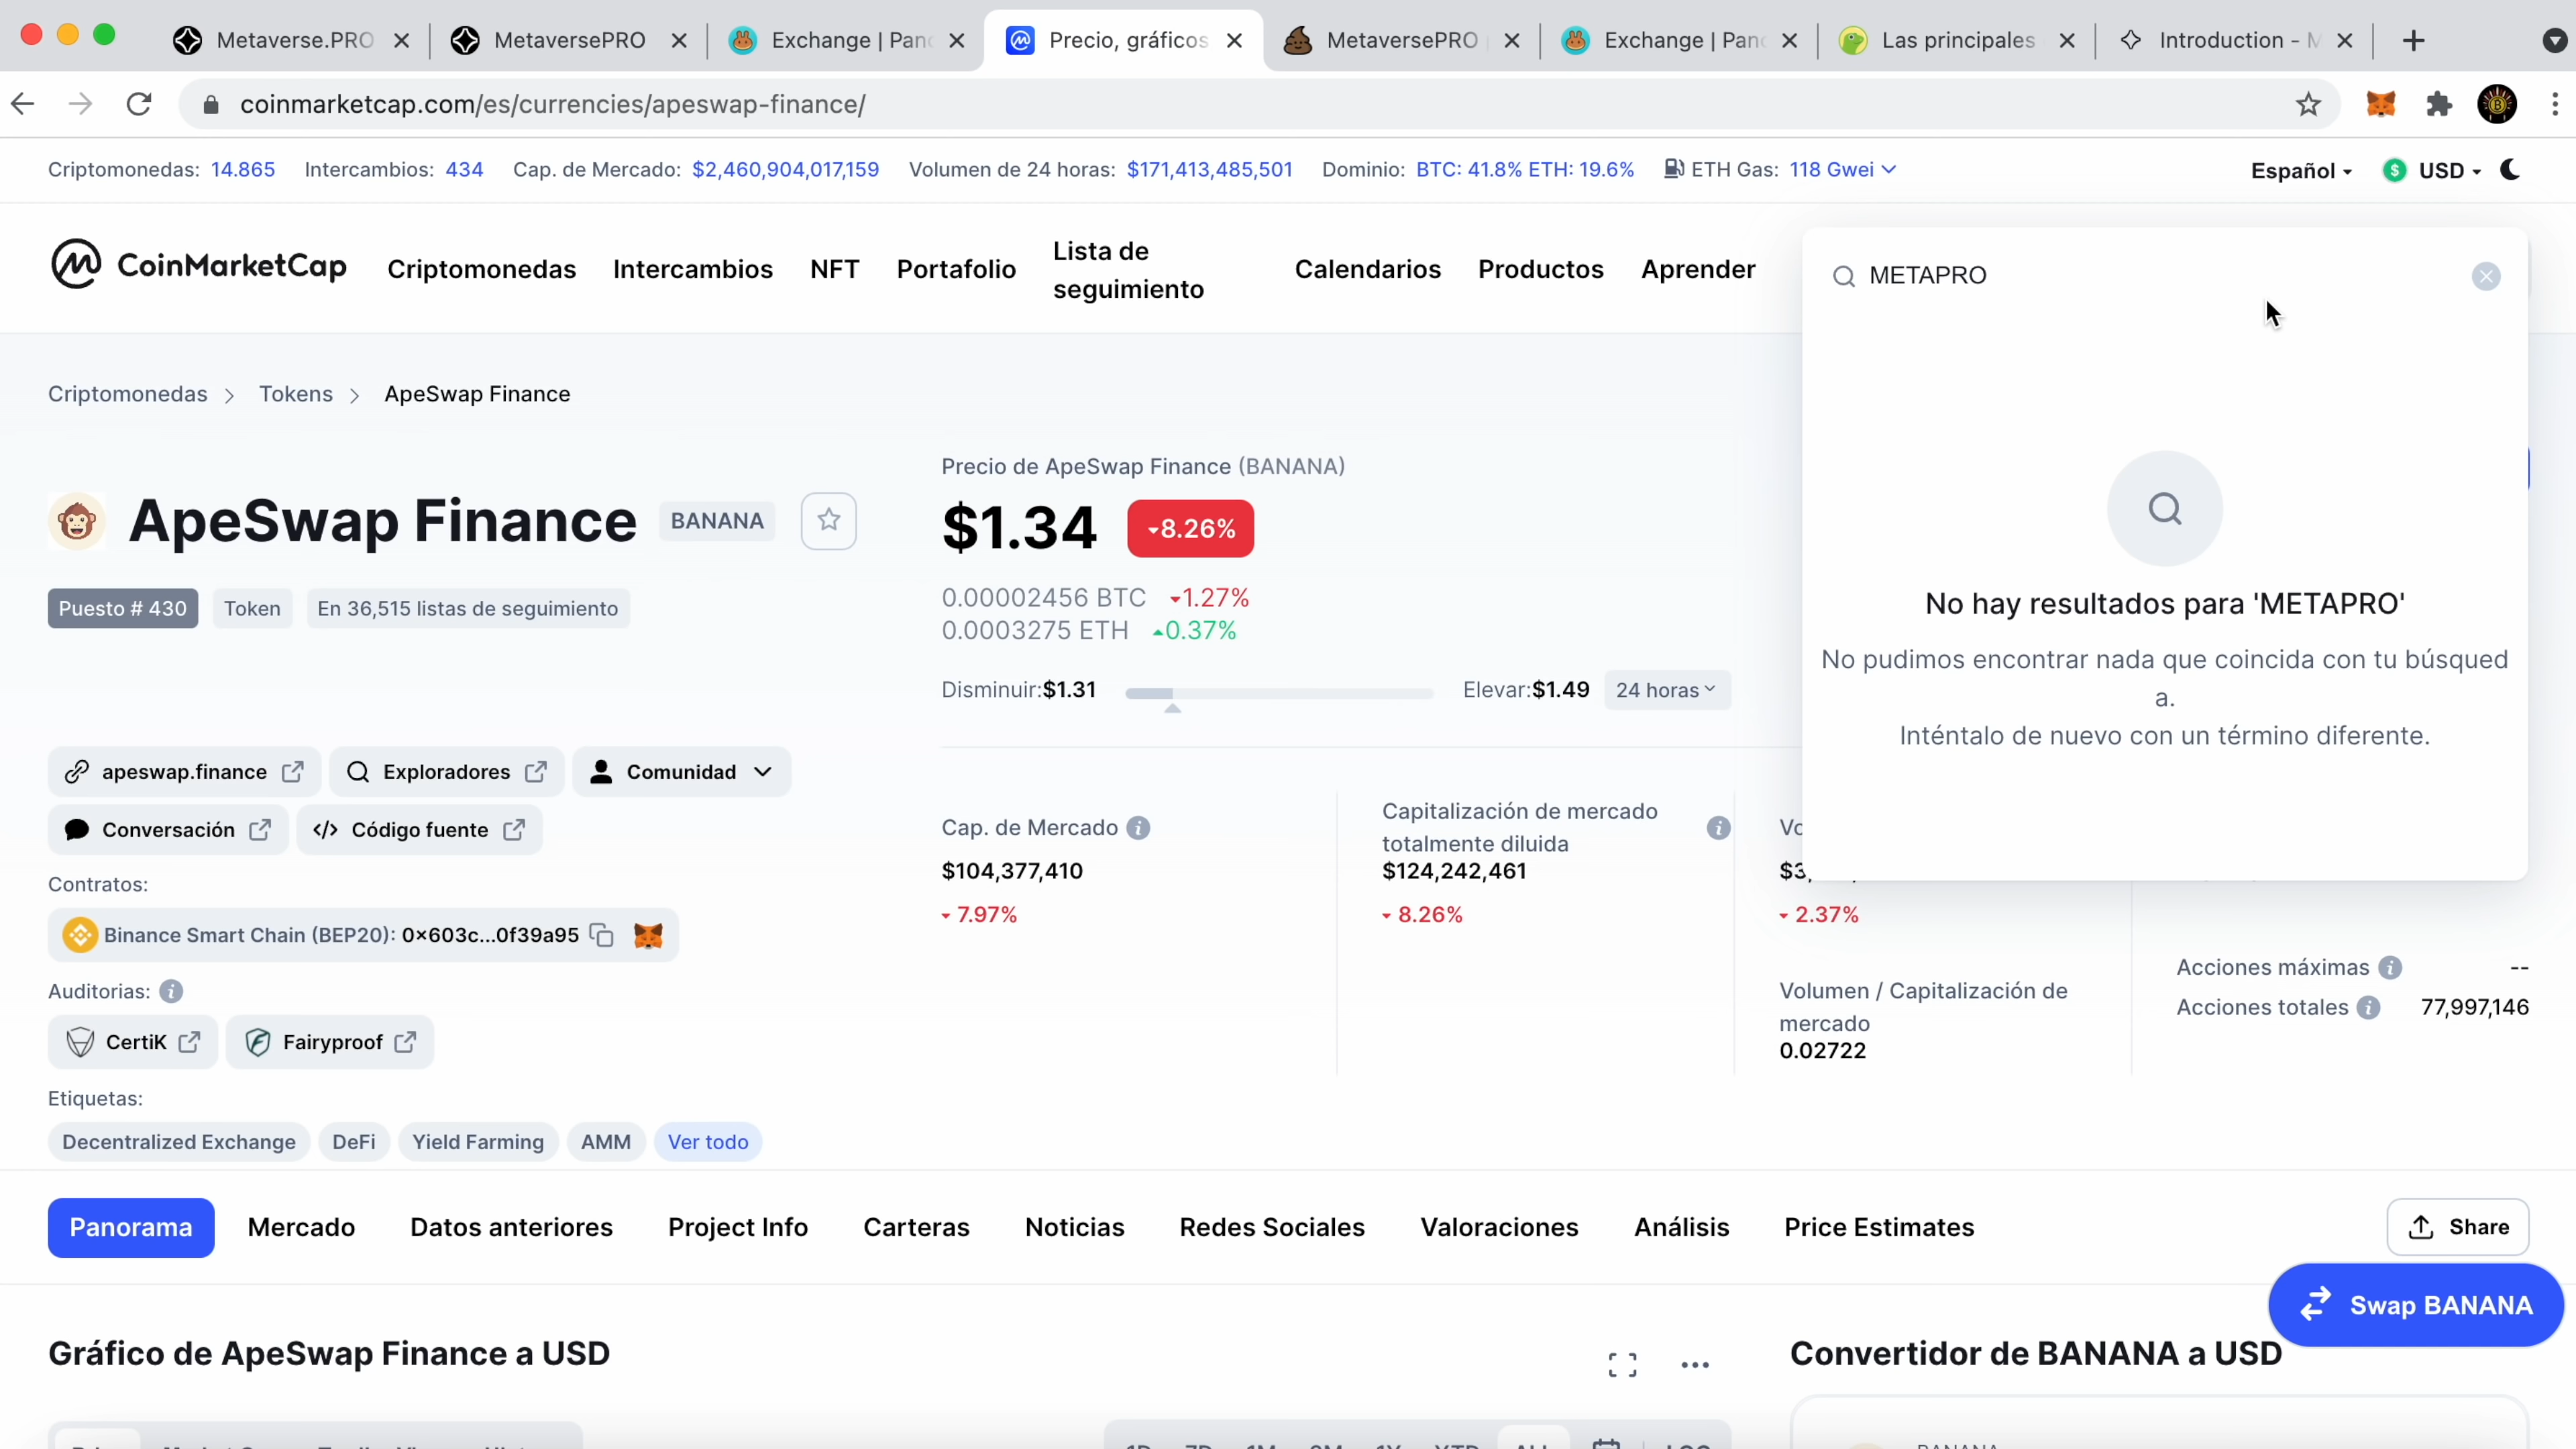 Metaverse.PRO
MetaversePRO
Exchange | Panc
Precio, gráficos
MetaversePRO
Exchange | Panc
Las principales
Introduction - M
coinmarketcap.com/es/currencies/apeswap-finance/
Criptomonedas: 14.865 Intercambios: 434 Cap. de Mercado: $2,460,904,017,159 Volumen de 24 horas: $171,413,485,501 Dominio: BTC: 41.8% ETH: 19.6% ETH Gas: 118 Gwei
Español
USD
CoinMarketCap
Criptomonedas
Intercambios
NFT
Portafolio
Lista de
seguimiento
Calendarios
Productos
Aprender
METAPRO
No hay resultados para 'METAPRO'
No pudimos encontrar nada que coincida con tu búsqued
a.
Inténtalo de nuevo con un término diferente.
Criptomonedas > Tokens > ApeSwap Finance
ApeSwap Finance BANANA
Puesto # 430 Token En 36,515 listas de seguimiento
Precio de ApeSwap Finance (BANANA)
$1.34 8.26%
0.00002456 BTC 1.27%
0.0003275 ETH 0.37%
Disminuir:$1.31 Elevar:$1.49 24 horas
apeswap.finance Exploradores Comunidad
Conversación Código fuente
Contratos:
Binance Smart Chain (BEP20): 0x603c...0f39a95
Auditorias:
CertiK Fairyproof
Etiquetas:
Decentralized Exchange DeFi Yield Farming AMM Ver todo
Cap. de Mercado
$104,377,410
7.97%
Capitalización de mercado
totalmente diluida
$124,242,461
8.26%
2.37%
Volumen / Capitalización de
mercado
0.02722
Acciones máximas --
Acciones totales 77,997,146
Panorama Mercado Datos anteriores Project Info Carteras Noticias Redes Sociales Valoraciones Análisis Price Estimates
Share
Swap BANANA
Gráfico de ApeSwap Finance a USD
Convertidor de BANANA a USD